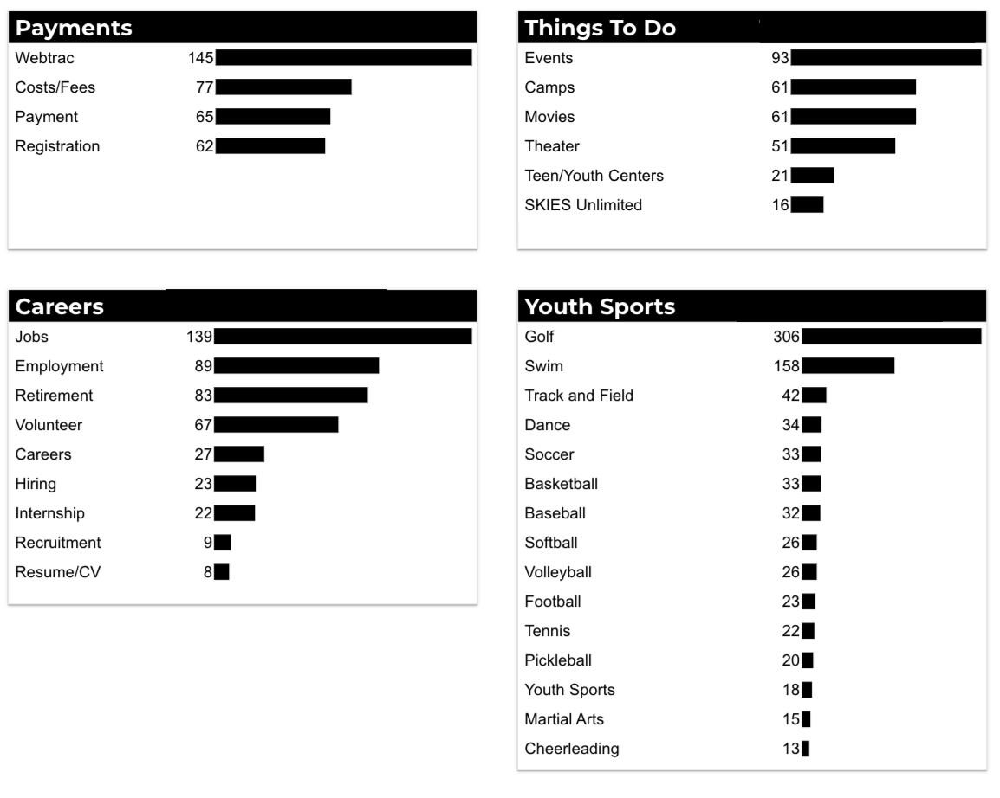 Payments
Webtrac 145
Costs/Fees 77
Payment 65
Registration 62
Things To Do
Events 93
Camps 61
Movies 61
Theater 51
Teen/Youth Centers 21
SKIES Unlimited 16
Careers
Jobs 139
Employment 89
Retirement 83
Volunteer 67
Careers 27
Hiring 23
Internship 22
Recruitment 9
Resume/CV 8
Youth Sports
Golf 306
Swim 158
Track and Field 42
Dance 34
Soccer 33
Basketball 33
Baseball 32
Softball 26
Volleyball 26
Football 23
Tennis 22
Pickleball 20
Youth Sports 18
Martial Arts 15
Cheerleading 13